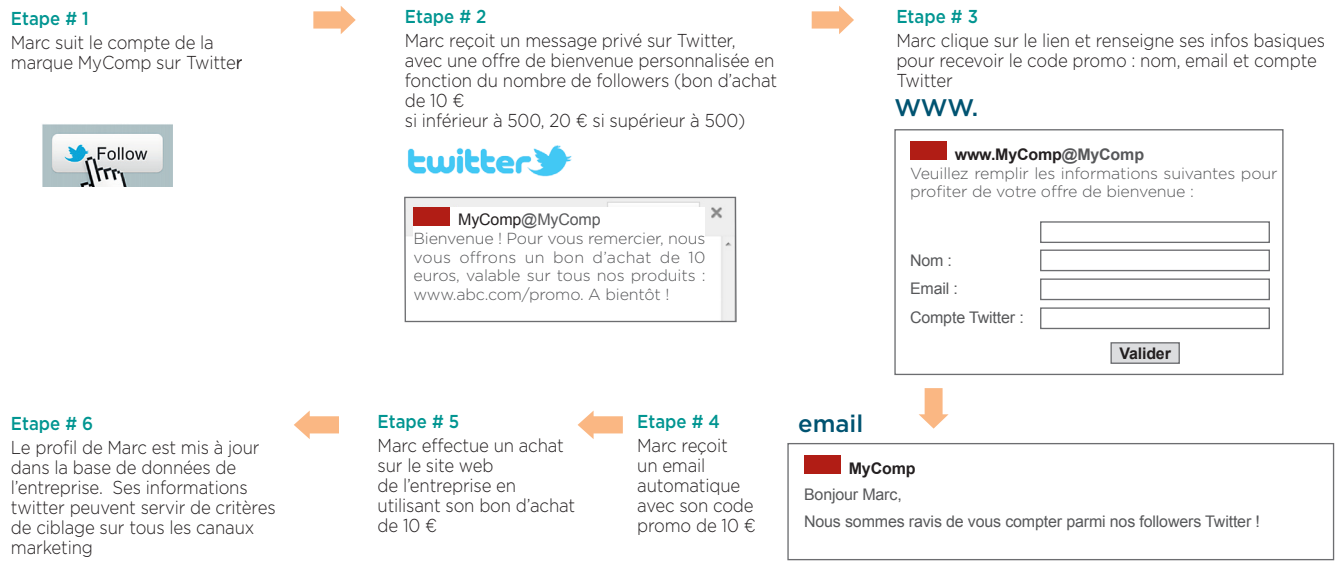 Etape # 1
Marc suit le compte de la
marque MyComp sur Twitter
Follow
Etape # 2
Marc reçoit un message privé sur Twitter,
avec une offre de bienvenue personnalisée en
fonction du nombre de followers (bon d’achat
de 10 €
si inférieur à 500, 20 € si supérieur à 500)
twitter
MyComp@MyComp
Bienvenue ! Pour vous remercier, nous
vous offrons un bon d’achat de 10
euros, valable sur tous nos produits :
www.abc.com/promo. A bientôt !
Etape # 3
Marc clique sur le lien et renseigne ses infos basiques
pour recevoir le code promo : nom, email et compte
Twitter
www.
www.MyComp@MyComp
Veuillez remplir les informations suivantes pour
profiter de votre offre de bienvenue :
Nom :
Email :
Compte Twitter :
Valider
email
MyComp
Bonjour Marc,
Nous sommes ravis de vous compter parmi nos followers Twitter !
Etape # 4
Marc reçoit
un email
automatique
avec son code
promo de 10 €
Etape # 5
Marc effectue un achat
sur le site web
de l’entreprise en
utilisant son bon d’achat
de 10 €
Etape # 6
Le profil de Marc est mis à jour
dans la base de données de
l’entreprise. Ses informations
twitter peuvent servir de critères
de ciblage sur tous les canaux
marketing